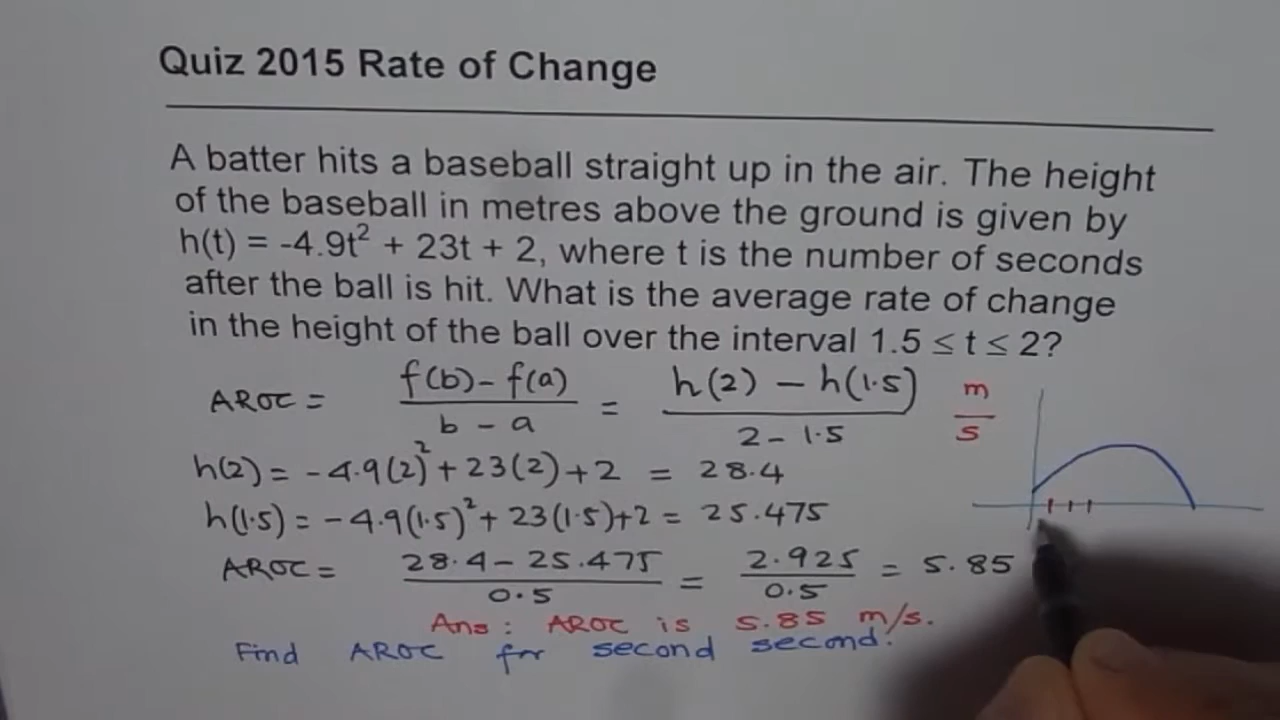 Quiz 2015 Rate of Change
A batter hits a baseball straight up in the air. The height
of the baseball in metres above the ground is given by
h(t) = -4.9t² + 23t + 2, where t is the number of seconds
after the ball is hit. What is the average rate of change
in the height of the ball over the interval 1.5 ≤ t ≤ 2?
AROC = f(b) - f(a) / b - a = h(2) - h(1.5) / 2 - 1.5 m/s
h(2) = -4.9(2)² + 23(2) + 2 = 28.4
h(1.5) = -4.9(1.5)² + 23(1.5) + 2 = 25.475
AROC = 28.4 - 25.475 / 0.5 = 2.925 / 0.5 = 5.85
Ans : AROC is 5.85 m/s.
Find AROC for second second.